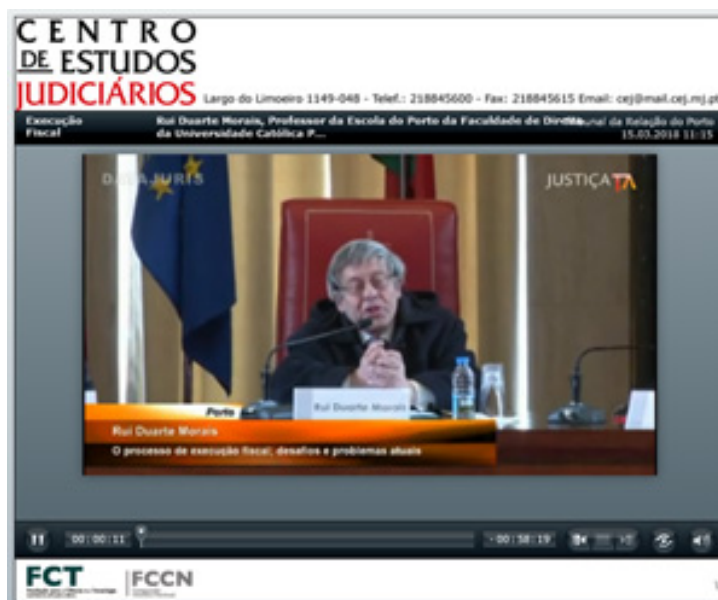 CENTRO
DE ESTUDOS
JUDICIÁRIOS
Largo do Limoeiro 1149-048 - Telef.: 218845600 - Fax: 218845615 Email: cej@mail.cej.mj.pt
Execução
Fiscal
Rui Duarte Morais, Professor da Escola do Porto da Faculdade de Direito
da Universidade Católica P...
Tribunal da Relação do Porto
15.03.2018 11:15
DATAJURIS
JUSTIÇA TV
Rui Duarte Morais
Porto
Rui Duarte Morais
O processo de execução fiscal, desafios e problemas atuais
00:00:11
-00:58:19
FCT
FCCN